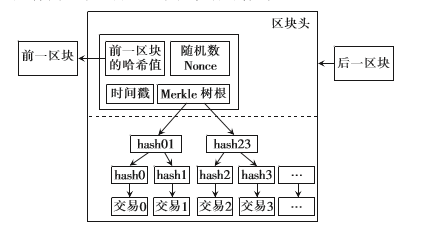 区块头
前一区块
前一区块
的哈希值
随机数
Nonce
后一区块
时间戳
Merkle 树根
hash01
hash23
hash0
hash1
hash2
hash3
…
交易0
交易1
交易2
交易3
…